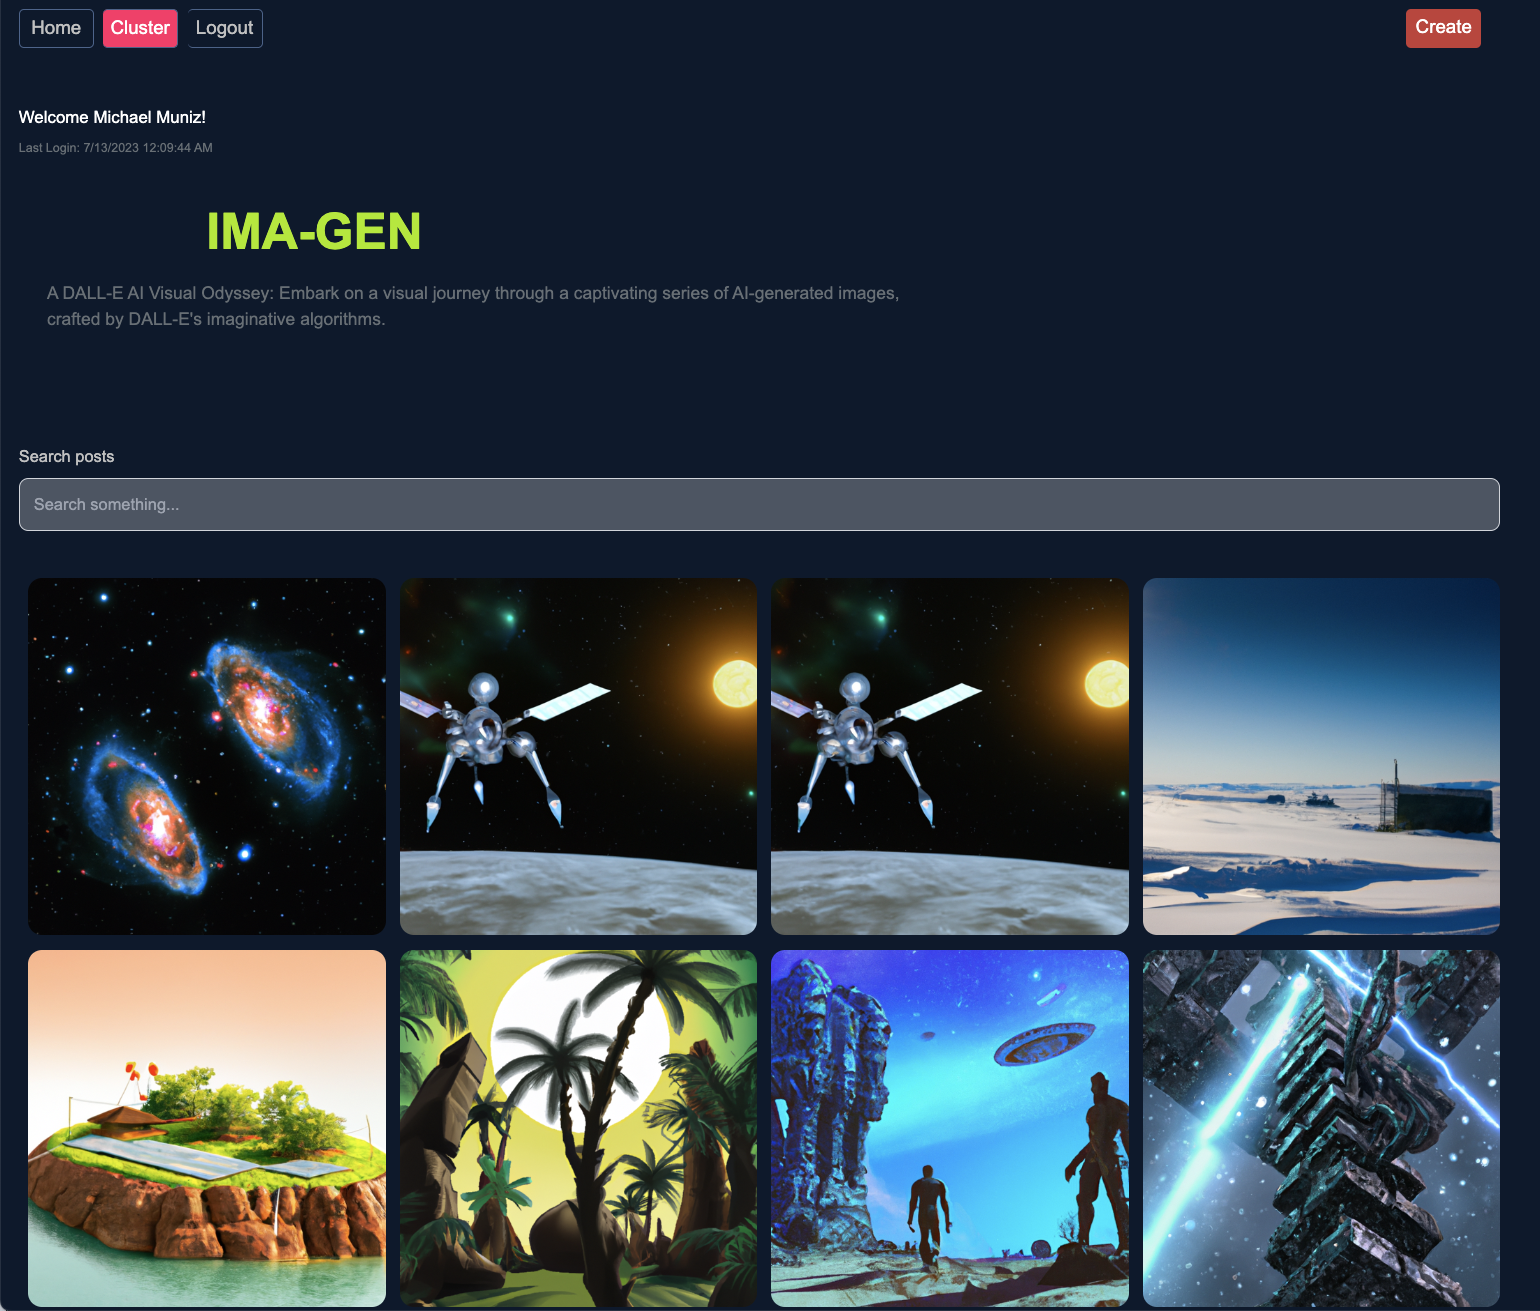 Home Cluster Logout Create
Welcome Michael Muniz!
Last Login: 7/13/2023 12:09:44 AM
IMA-GEN
A DALL-E AI Visual Odyssey: Embark on a visual journey through a captivating series of AI-generated images,
crafted by DALL-E's imaginative algorithms.
Search posts
Search something...